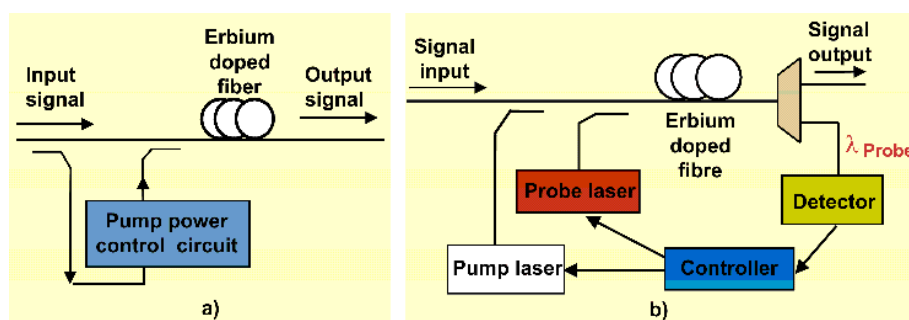 Input
signal
Erbium
doped
fiber
Output
signal
Pump power
control circuit
a)
Signal
input
Signal
output
Erbium
doped
fibre
λ Probe
Probe laser
Detector
Pump laser
Controller
b)